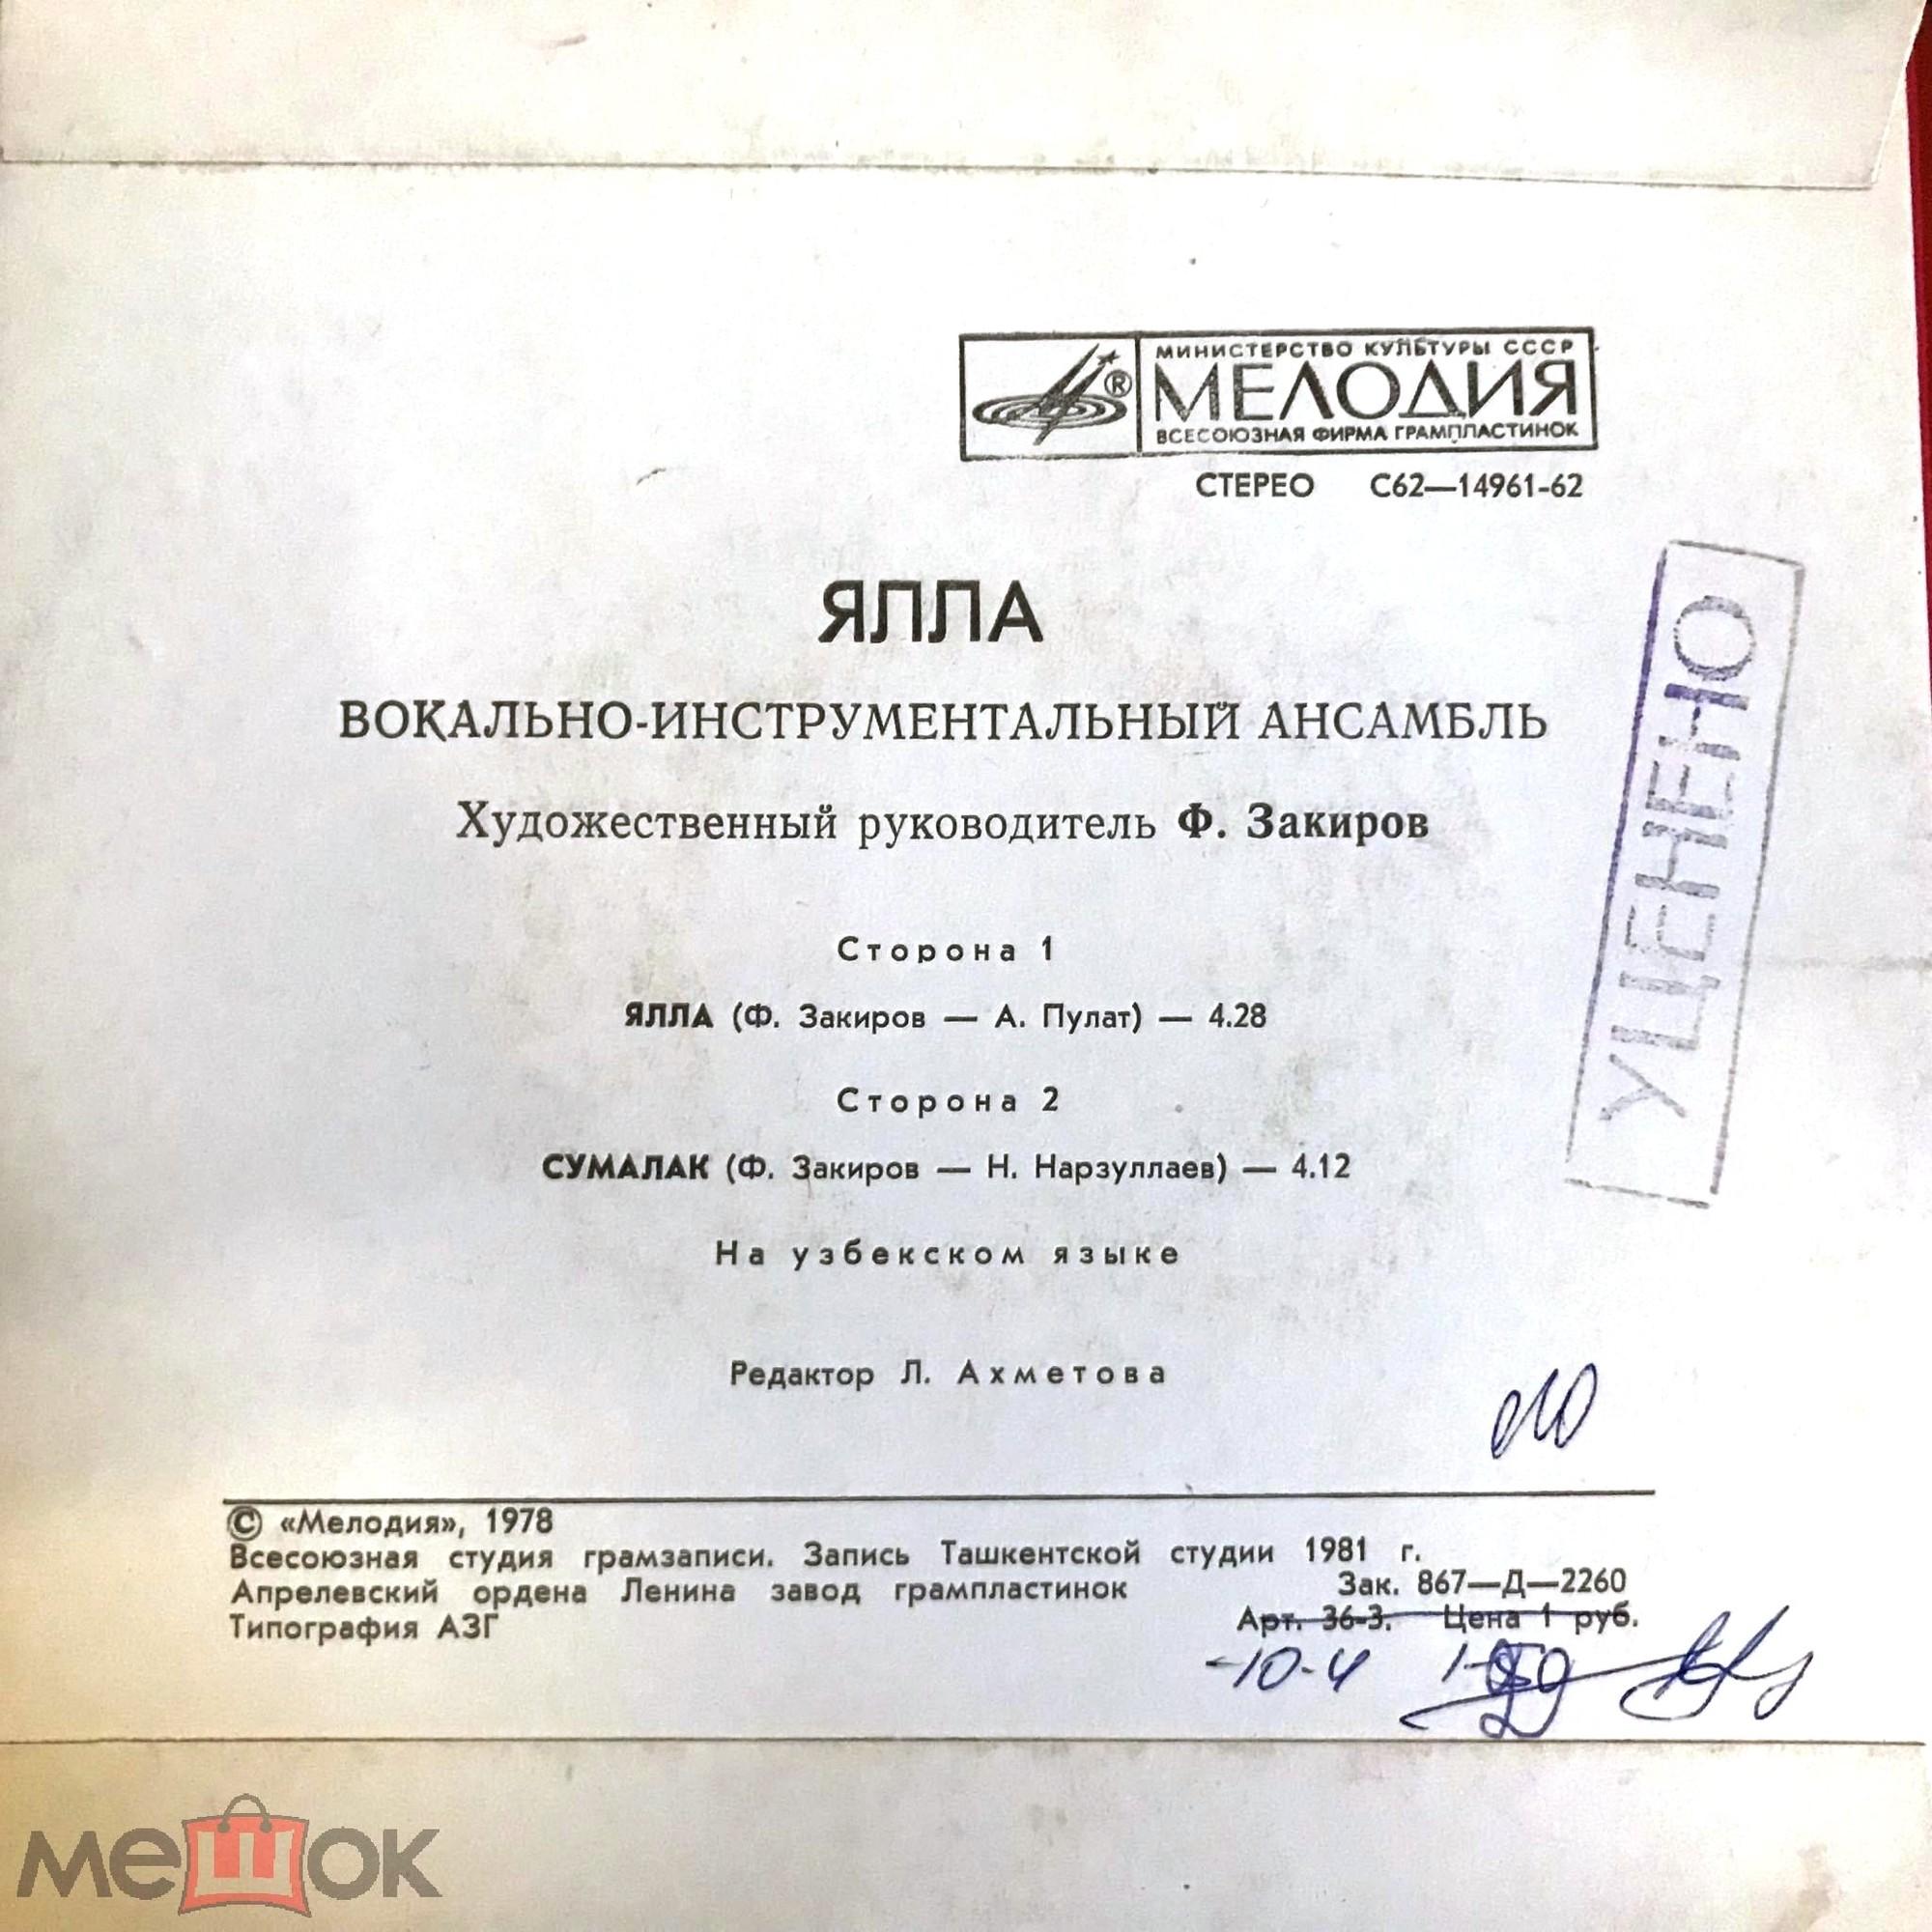 МИНИСТЕРСТВО КУЛЬТУРЫ СССР
МЕЛОДИЯ
ВСЕСОЮЗНАЯ ФИРМА ГРАМПЛАСТИНОК
®
СТЕРЕО С62—14961-62
ЯЛЛА
ВОКАЛЬНО-ИНСТРУМЕНТАЛЬНЫЙ АНСАМБЛЬ
Художественный руководитель Ф. Закиров
УЦЕНЕНО
Сторона 1
ЯЛЛА (Ф. Закиров — А. Пулат) — 4.28
Сторона 2
СУМАЛАК (Ф. Закиров — Н. Нарзуллаев) — 4.12
На узбекском языке
Редактор Л. Ахметова
© «Мелодия», 1978
Всесоюзная студия грамзаписи. Запись Ташкентской студии 1981 г.
Апрелевский ордена Ленина завод грампластинок Зак. 867—Д—2260
Типография АЗГ Арт. 36-3. Цена 1 руб.
-10-4
мешок